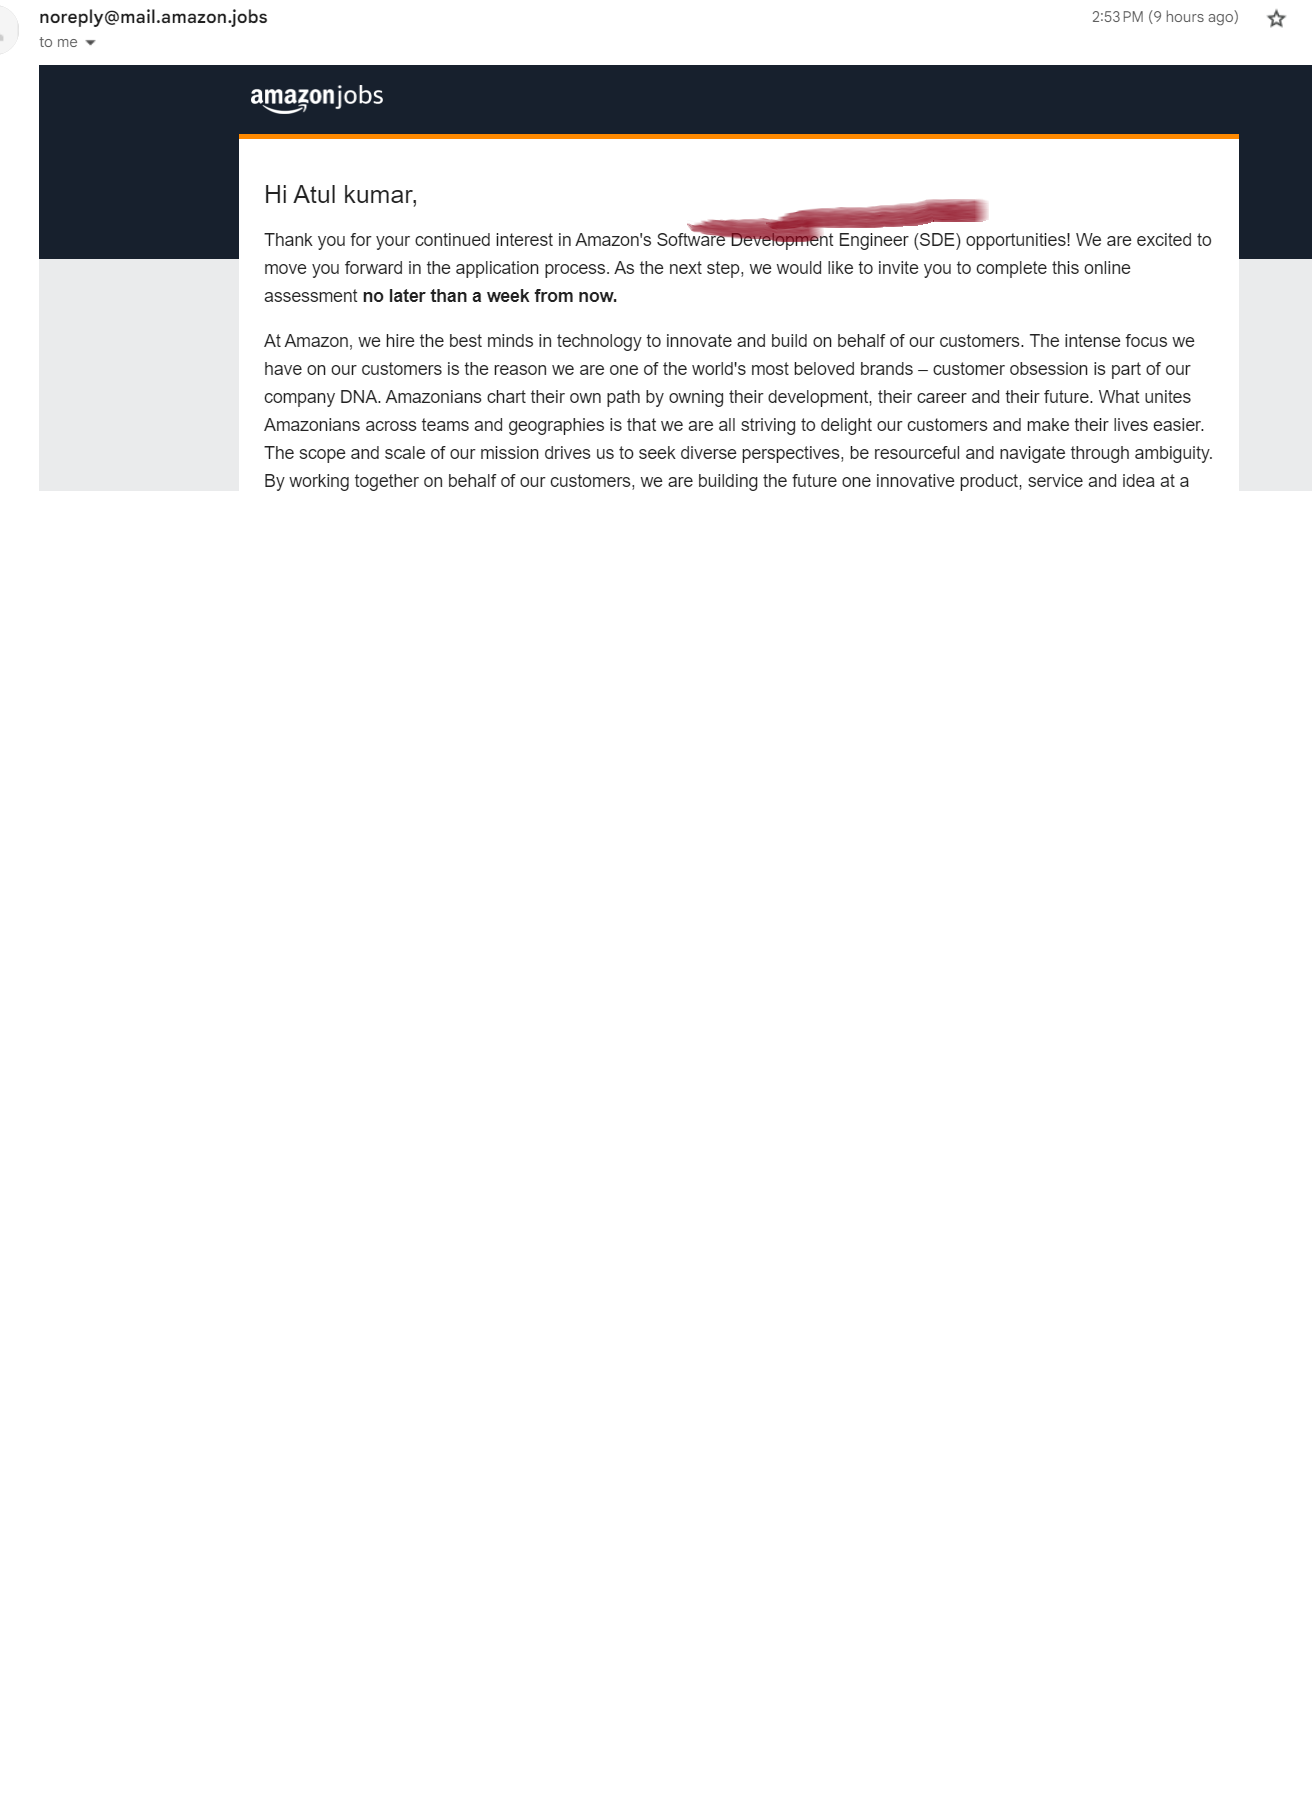 noreply@mail.amazon.jobs
2:53 PM (9 hours ago)
to me
amazonjobs
Hi Atul kumar,
Thank you for your continued interest in Amazon's Software Development Engineer (SDE) opportunities! We are excited to
move you forward in the application process. As the next step, we would like to invite you to complete this online
assessment no later than a week from now.
At Amazon, we hire the best minds in technology to innovate and build on behalf of our customers. The intense focus we
have on our customers is the reason we are one of the world's most beloved brands – customer obsession is part of our
company DNA. Amazonians chart their own path by owning their development, their career and their future. What unites
Amazonians across teams and geographies is that we are all striving to delight our customers and make their lives easier.
The scope and scale of our mission drives us to seek diverse perspectives, be resourceful and navigate through ambiguity.
By working together on behalf of our customers, we are building the future one innovative product, service and idea at a